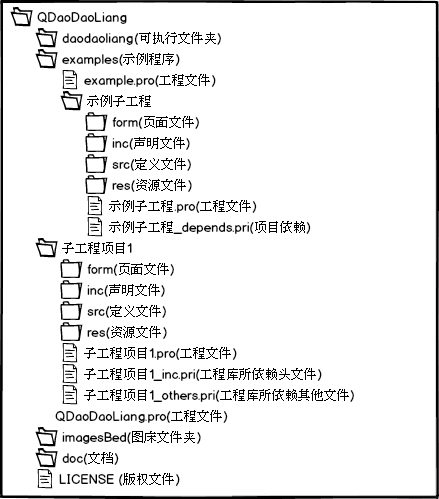 QDaoDaoLiang
daodaoliang(可执行文件夹)
examples(示例程序)
example.pro(工程文件)
示例子工程
form(页面文件)
inc(声明文件)
src(定义文件)
res(资源文件)
示例子工程.pro(工程文件)
示例子工程_depends.pri(项目依赖)
子工程项目1
form(页面文件)
inc(声明文件)
src(定义文件)
res(资源文件)
子工程项目1.pro(工程文件)
子工程项目1_inc.pri(工程库所依赖头文件)
子工程项目1_others.pri(工程库所依赖其他文件)
QDaoDaoLiang.pro(工程文件)
imagesBed(图床文件夹)
doc(文档)
LICENSE (版权文件)